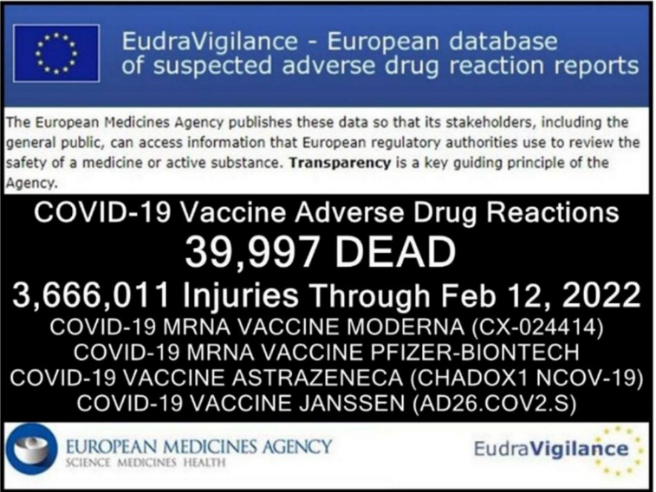 EudraVigilance - European database
of suspected adverse drug reaction reports
The European Medicines Agency publishes these data so that its stakeholders, including the
general public, can access information that European regulatory authorities use to review the
safety of a medicine or active substance. Transparency is a key guiding principle of the
Agency.
COVID-19 Vaccine Adverse Drug Reactions
39,997 DEAD
3,666,011 Injuries Through Feb 12, 2022
COVID-19 MRNA VACCINE MODERNA (CX-024414)
COVID-19 MRNA VACCINE PFIZER-BIONTECH
COVID-19 VACCINE ASTRAZENECA (CHADOX1 NCOV-19)
COVID-19 VACCINE JANSSEN (AD26.COV2.S)
EUROPEAN MEDICINES AGENCY
SCIENCE MEDICINES HEALTH
EudraVigilance